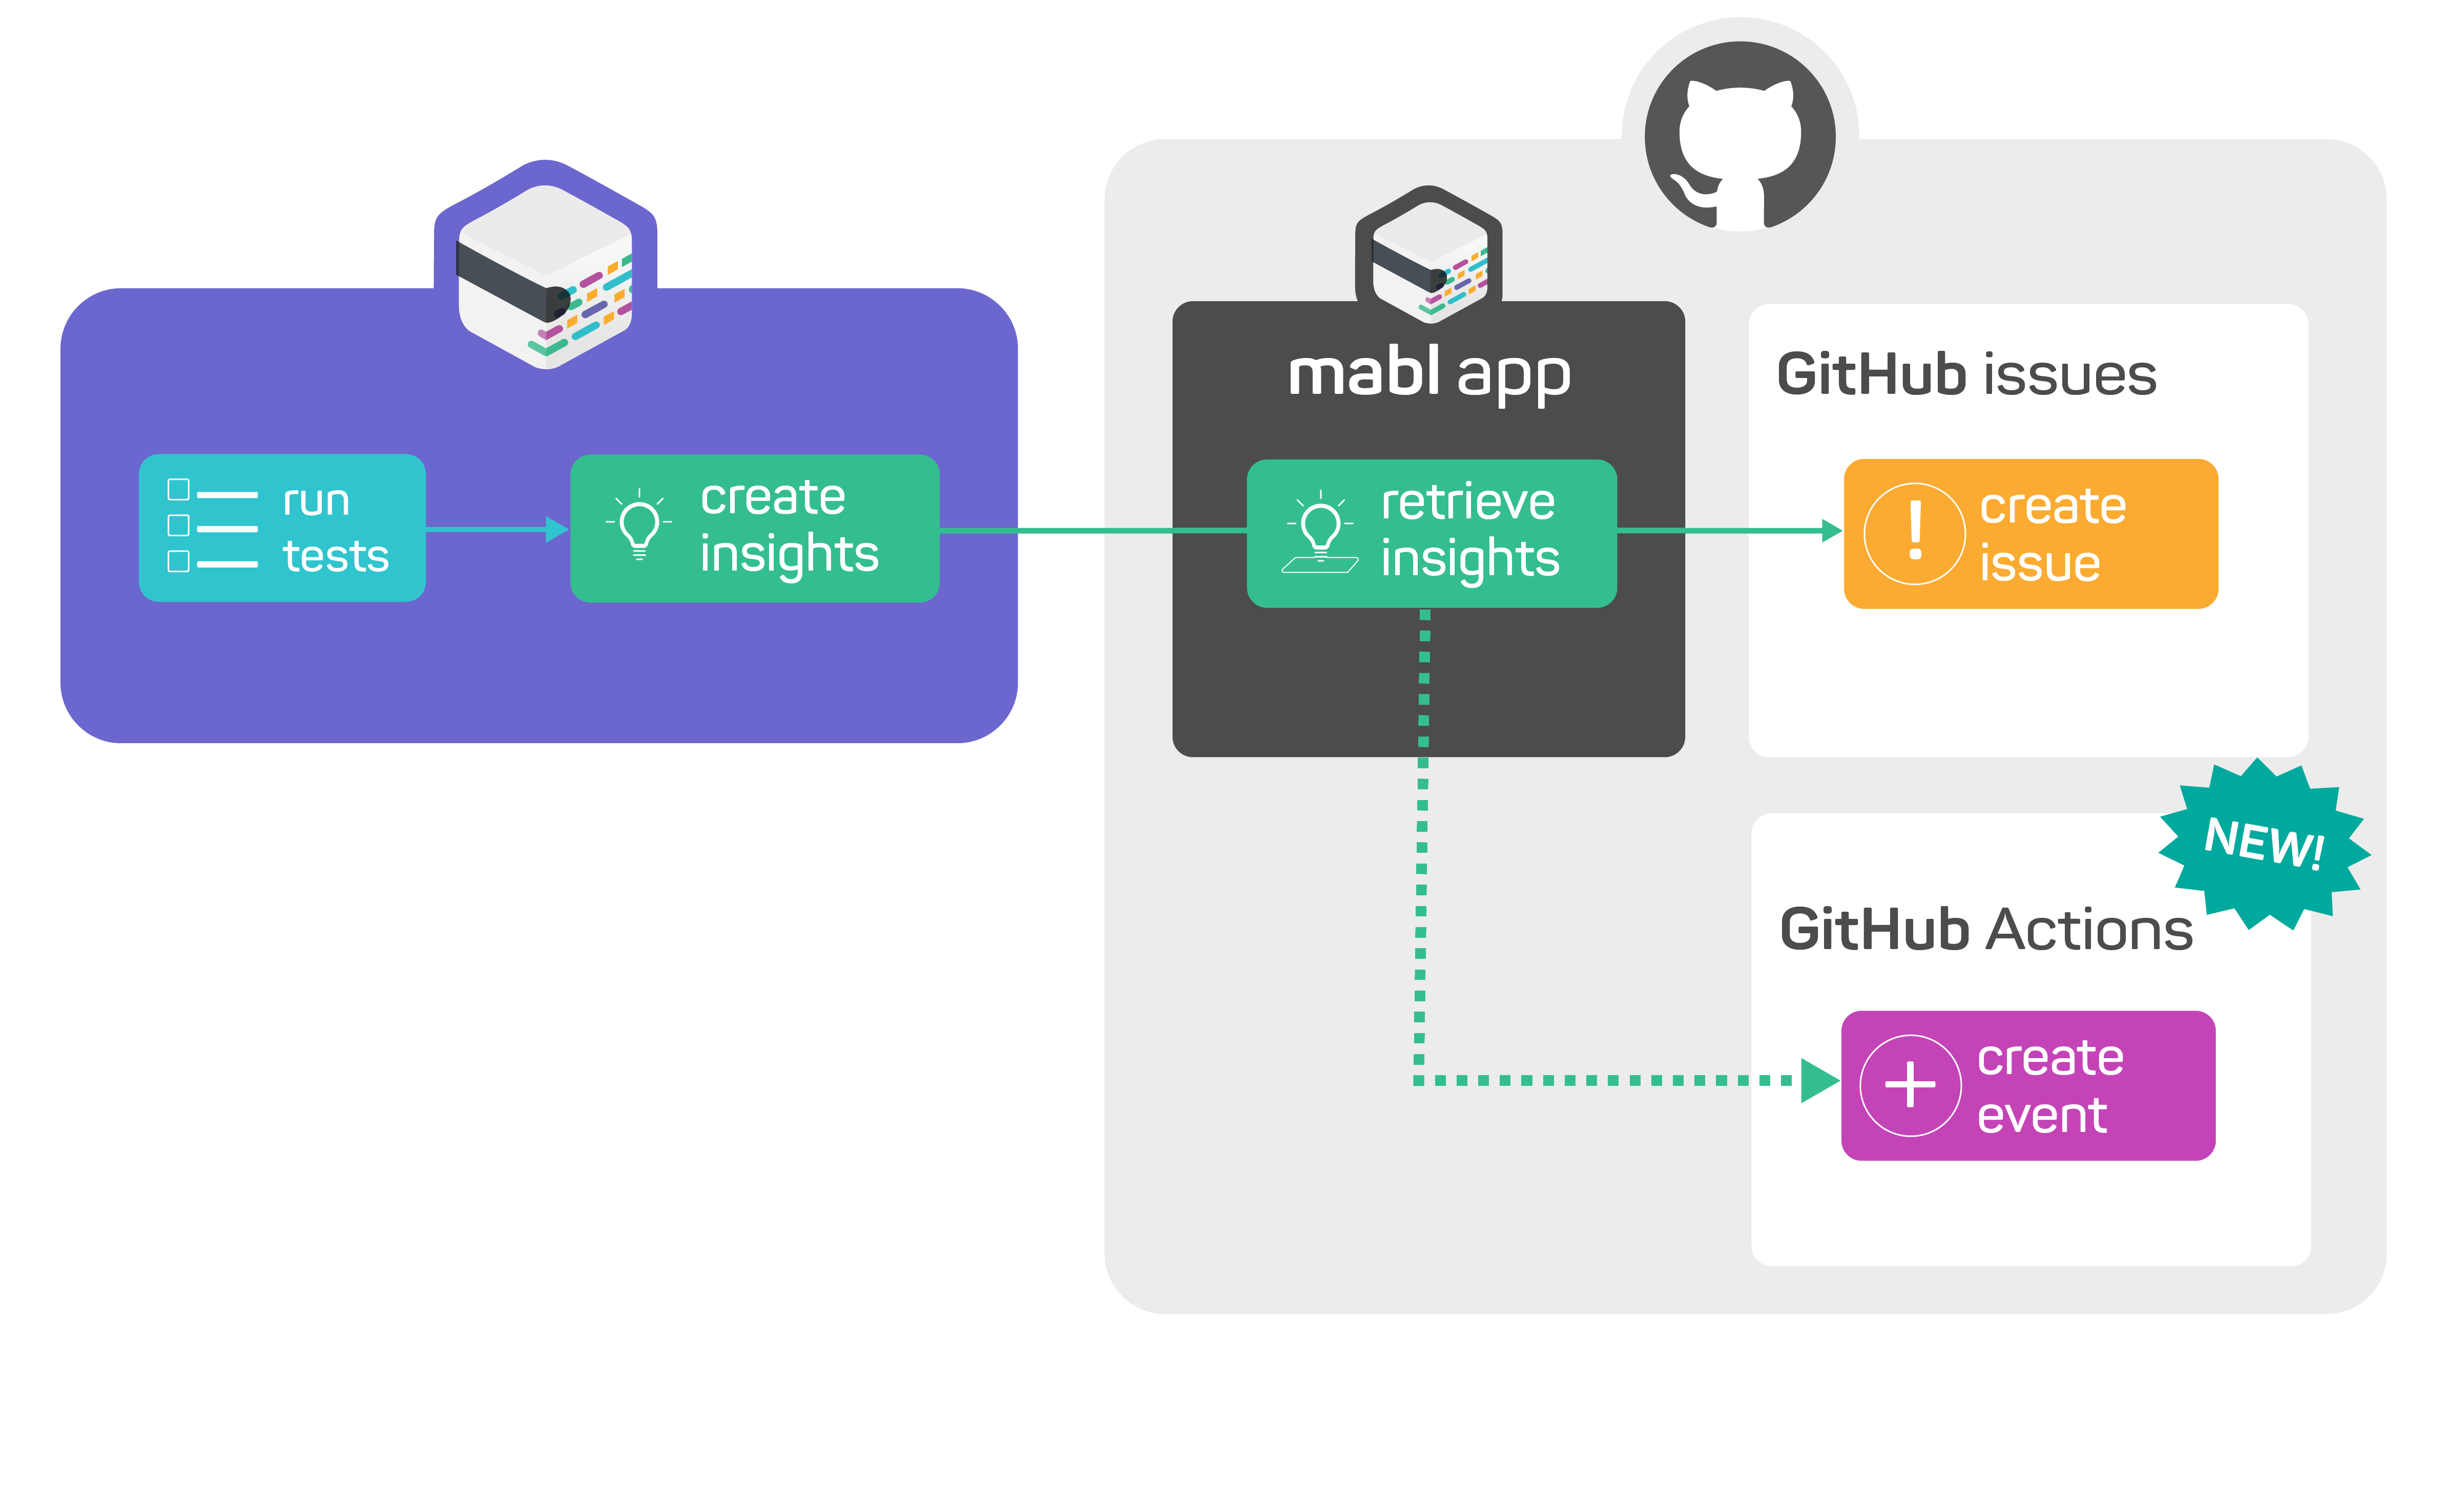 run
tests
create
insights
mabl app
retrieve
insights
GitHub issues
create
issue
NEW!
GitHub Actions
create
event